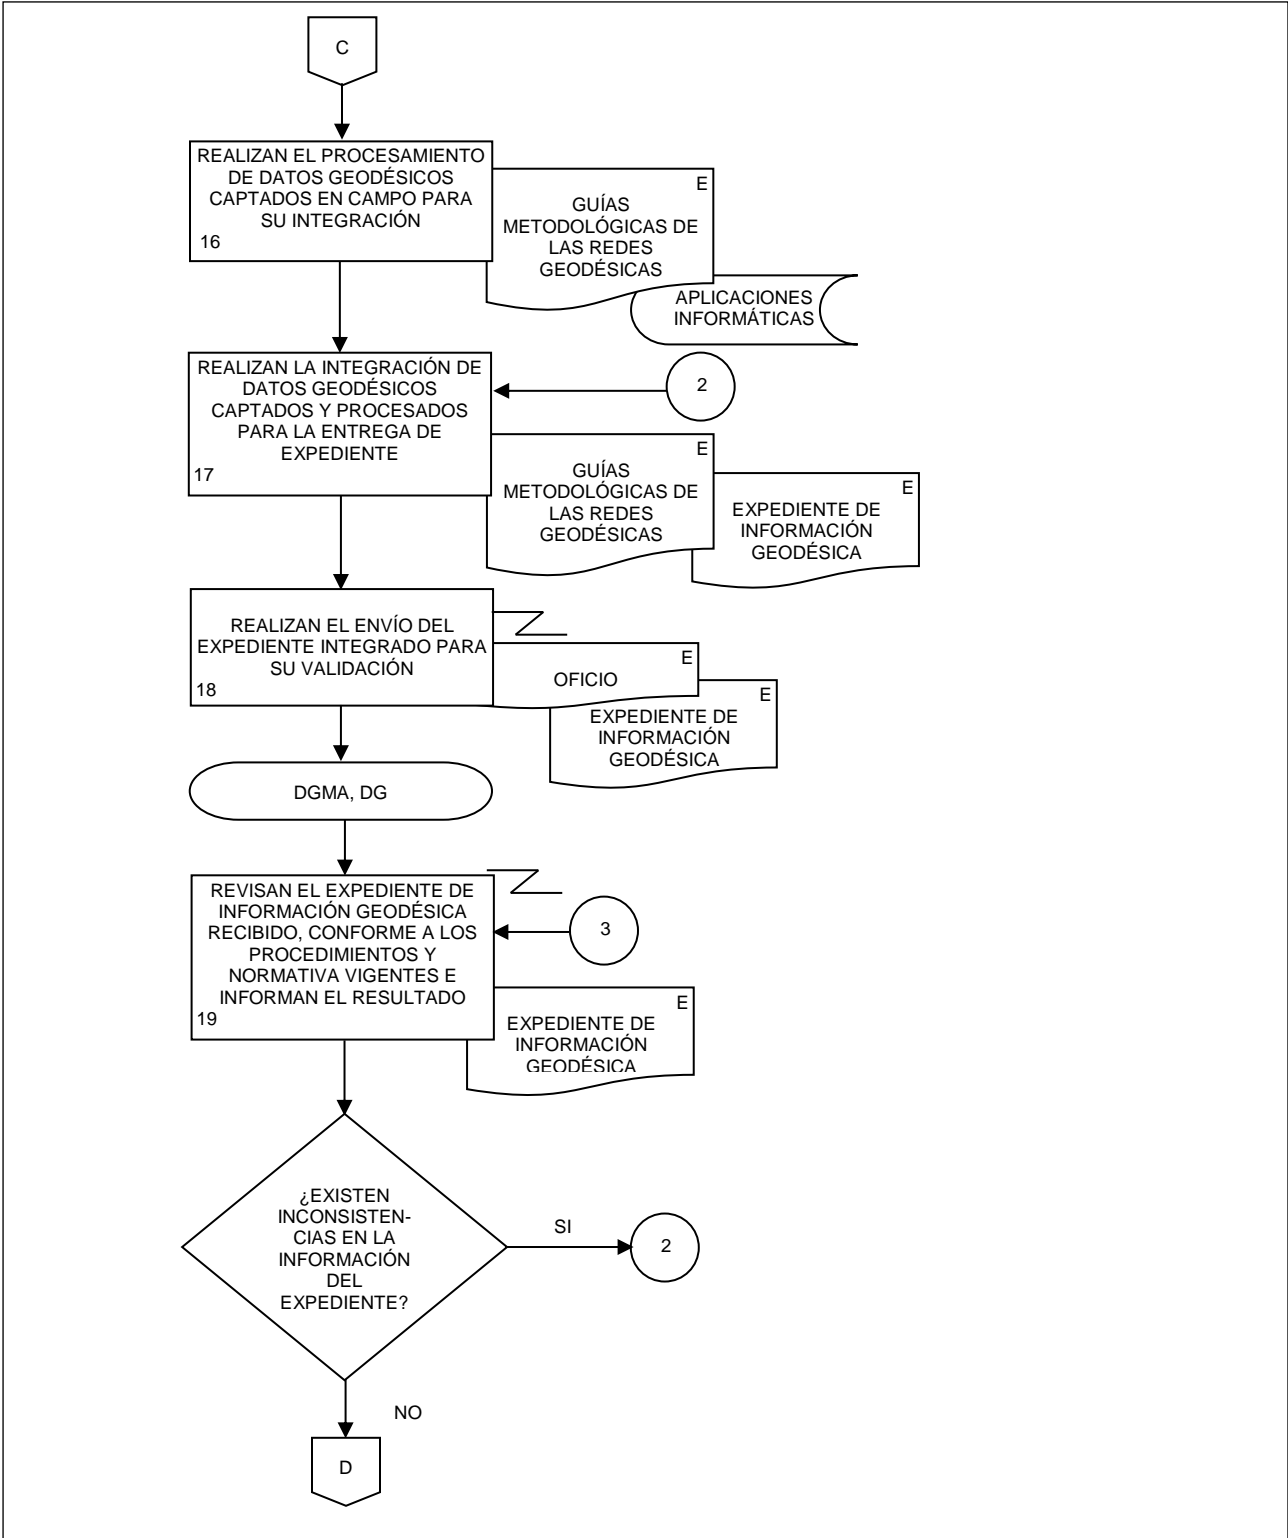 C
REALIZAN EL PROCESAMIENTO
DE DATOS GEODÉSICOS
CAPTADOS EN CAMPO PARA
SU INTEGRACIÓN
16
E
GUÍAS
METODOLÓGICAS DE
LAS REDES
GEODÉSICAS
APLICACIONES
INFORMÁTICAS
REALIZAN LA INTEGRACIÓN DE
DATOS GEODÉSICOS
CAPTADOS Y PROCESADOS
PARA LA ENTREGA DE
EXPEDIENTE
17
2
E
GUÍAS
METODOLÓGICAS DE
LAS REDES
GEODÉSICAS
E
EXPEDIENTE DE
INFORMACIÓN
GEODÉSICA
REALIZAN EL ENVÍO DEL
EXPEDIENTE INTEGRADO PARA
SU VALIDACIÓN
18
E
OFICIO
E
EXPEDIENTE DE
INFORMACIÓN
GEODÉSICA
DGMA, DG
REVISAN EL EXPEDIENTE DE
INFORMACIÓN GEODÉSICA
RECIBIDO, CONFORME A LOS
PROCEDIMIENTOS Y
NORMATIVA VIGENTES E
INFORMAN EL RESULTADO
19
3
E
EXPEDIENTE DE
INFORMACIÓN
GEODÉSICA
¿EXISTEN
INCONSISTEN-
CIAS EN LA
INFORMACIÓN
DEL
EXPEDIENTE?
SI
2
NO
D